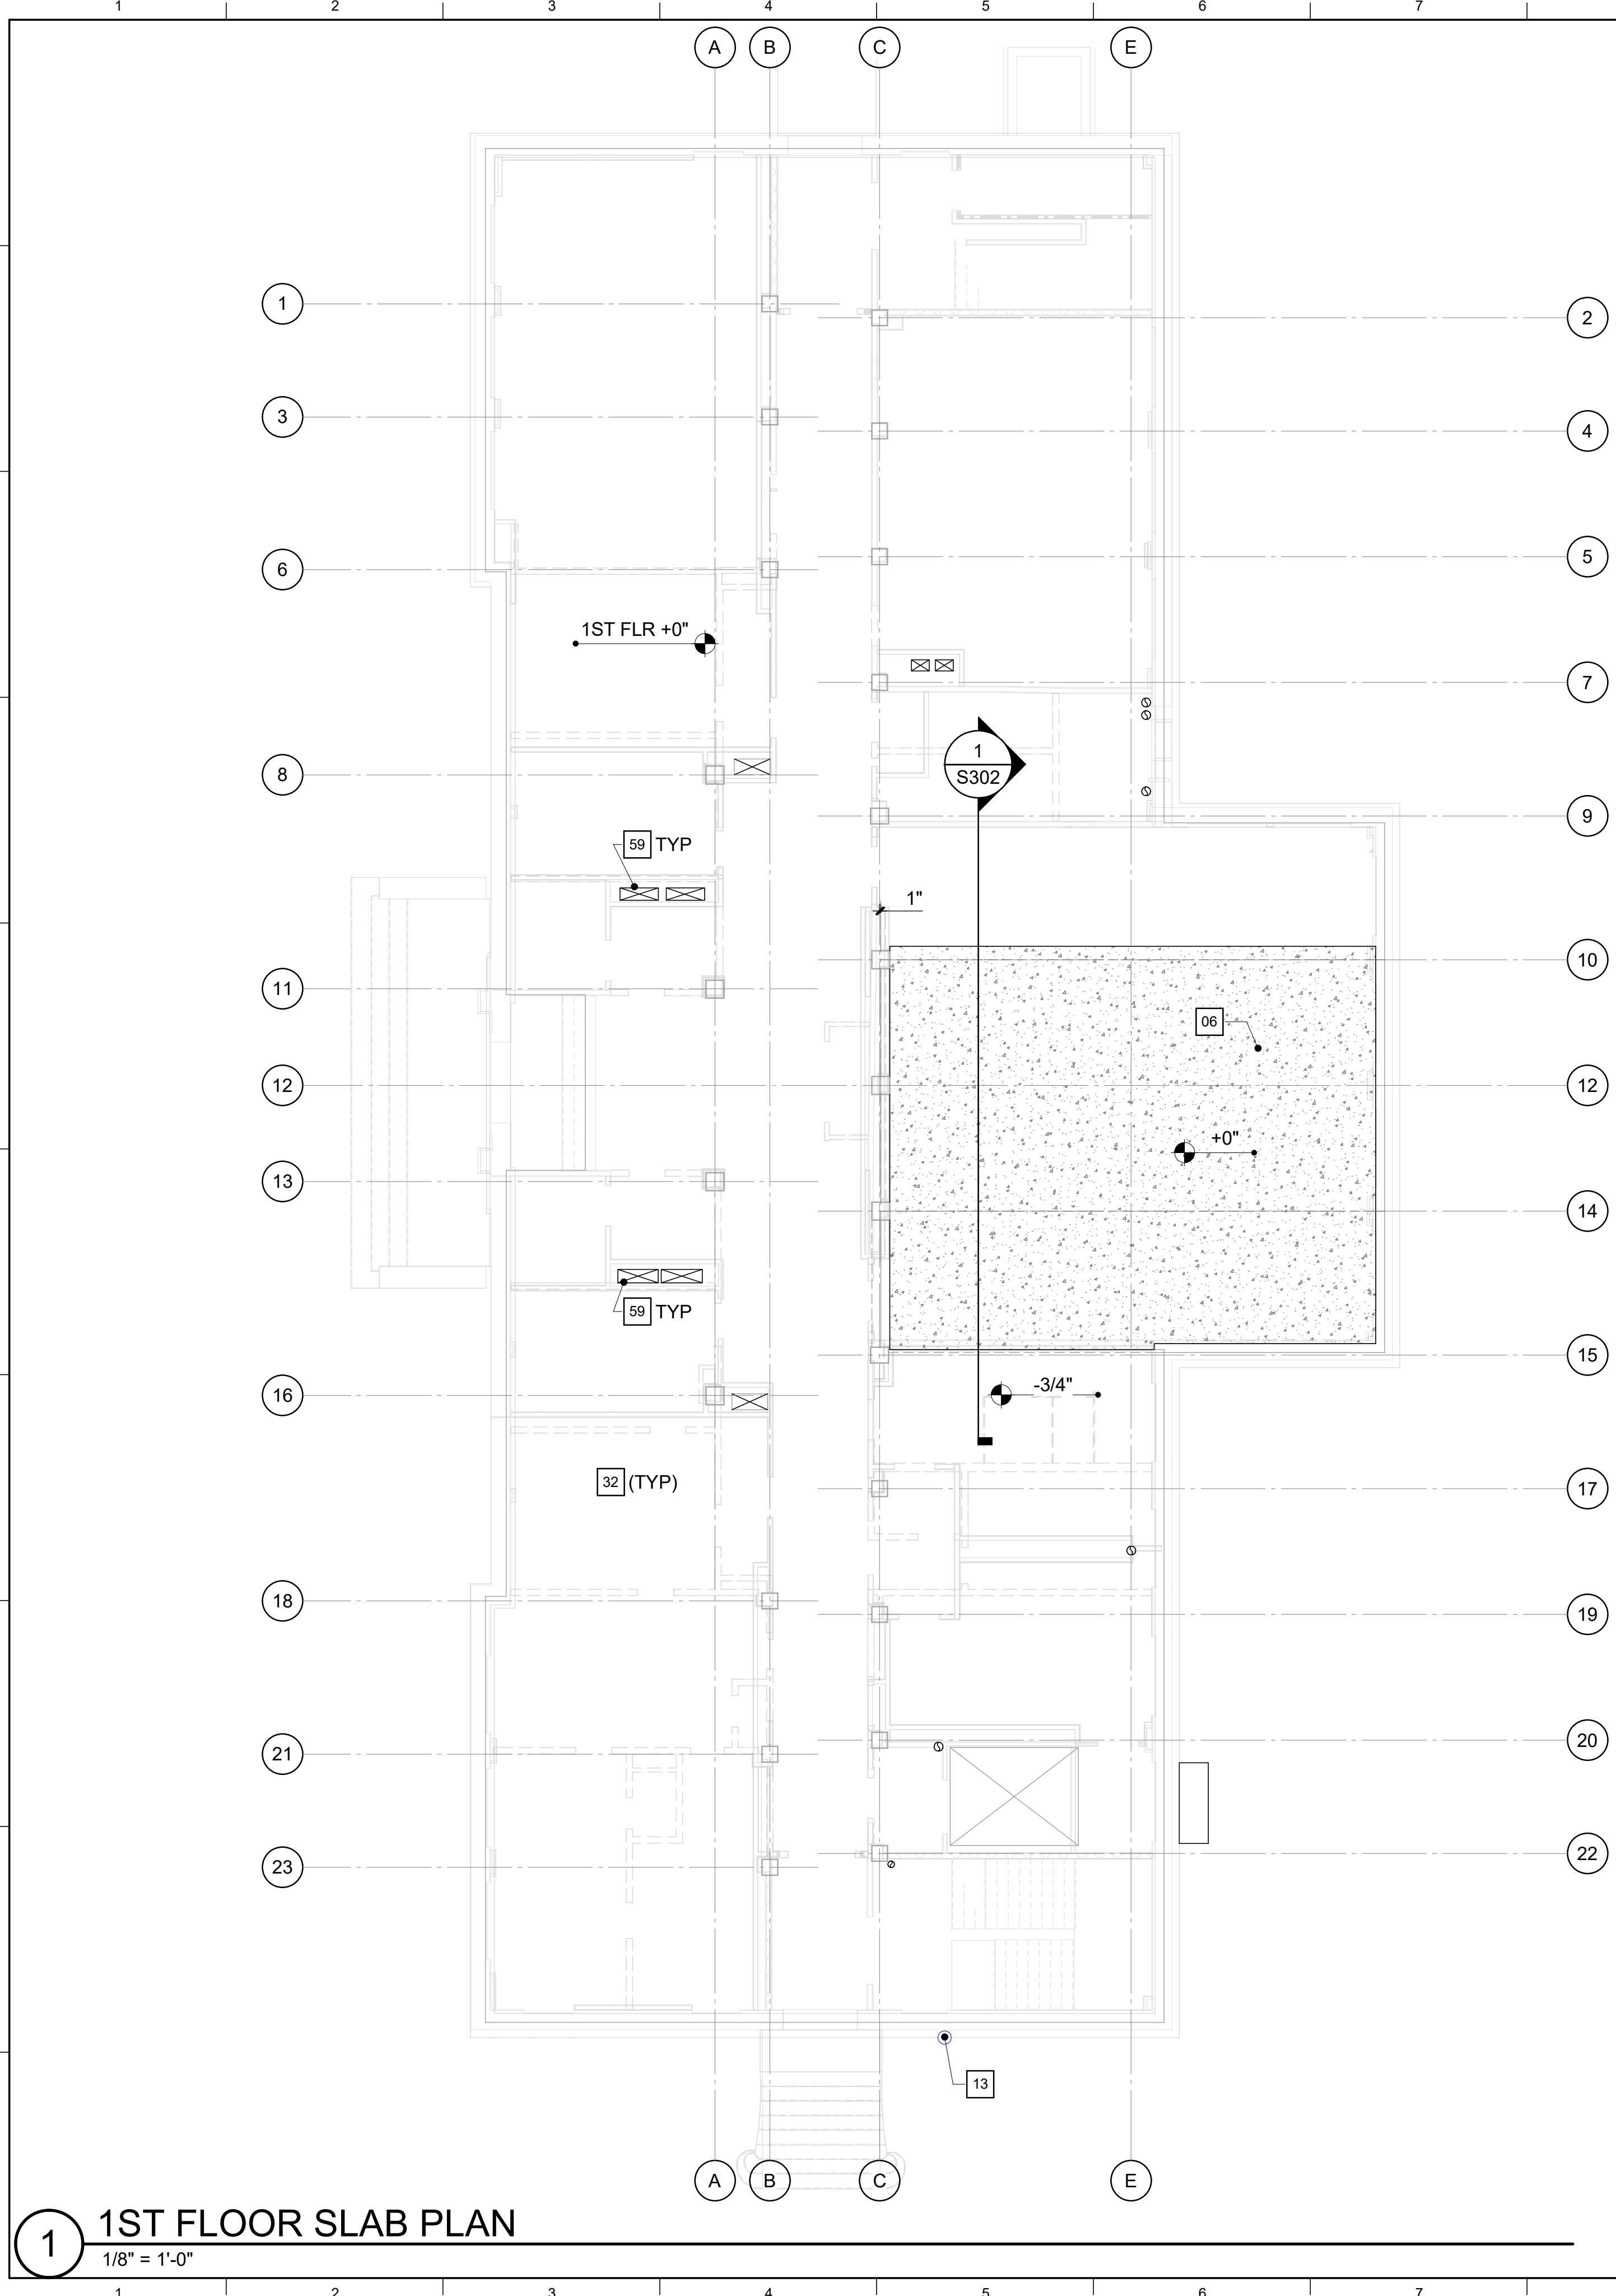 1 2 3 4 5 6 7
A B C E
1
2
3
4
5
6
1ST FLR +0"
7
1
S302
8
9
59 TYP
1"
10
11
06
12 12
+0"
13
14
59 TYP
15
-3/4"
16
32 (TYP)
17
18
19
20
21
22
23
13
A B C E
1 1ST FLOOR SLAB PLAN
1/8" = 1'-0"
1 2 3 4 5 6 7